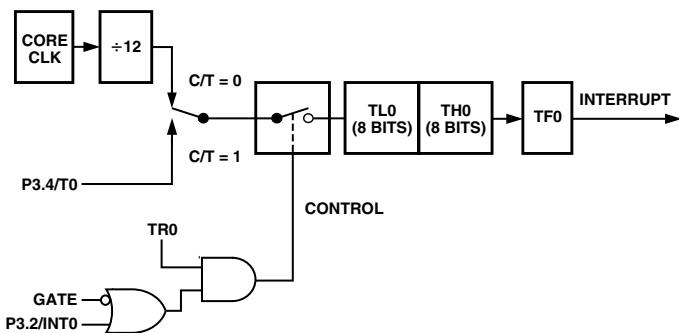 CORE
CLK
÷12
C/T = 0
C/T = 1
P3.4/T0
TL0
(8 BITS)
TH0
(8 BITS)
TF0
INTERRUPT
CONTROL
TR0
GATE
P3.2/INT0